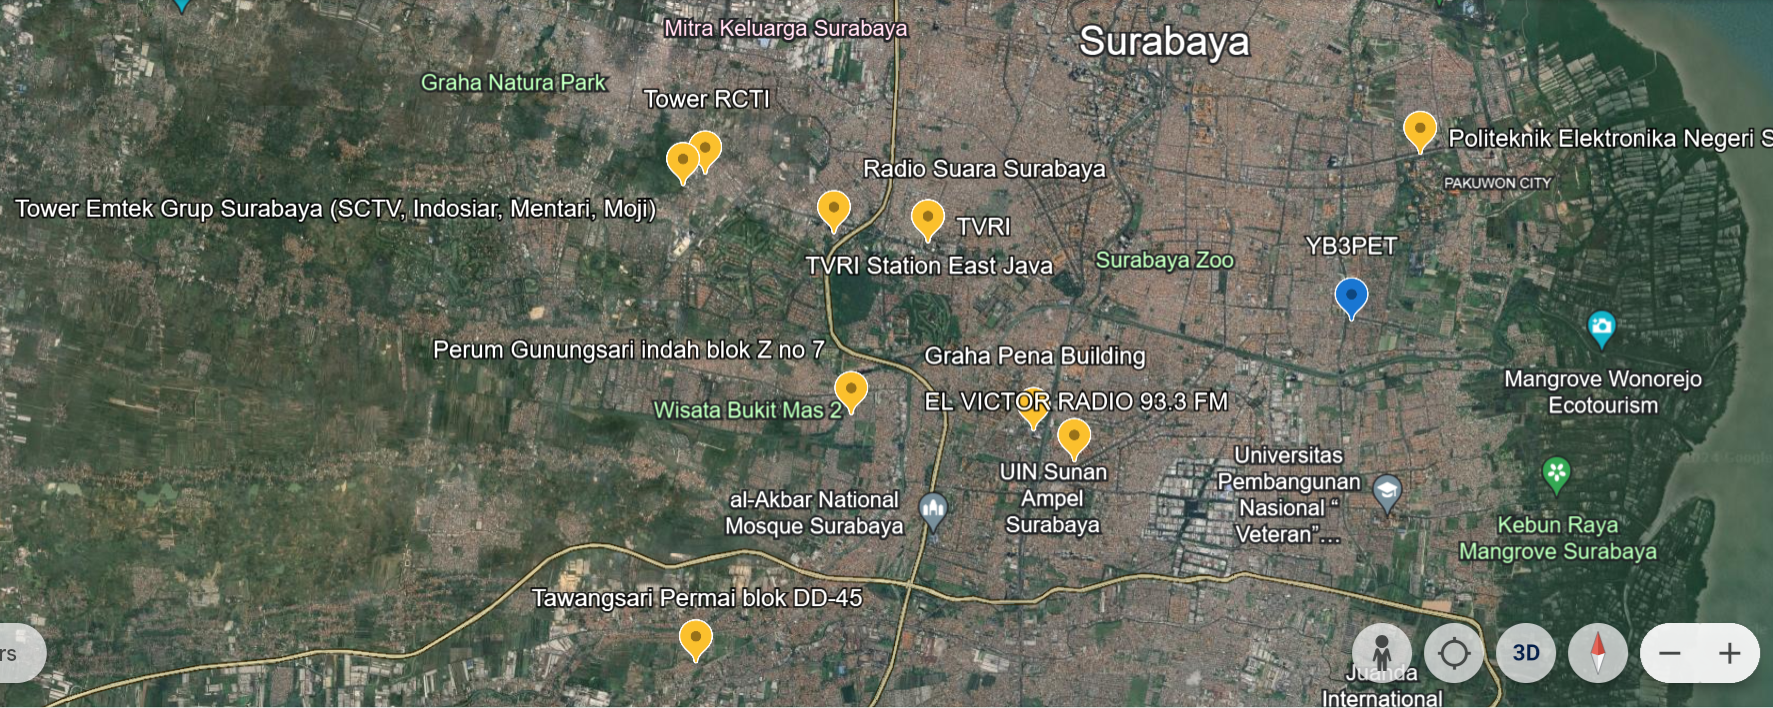 Mitra Keluarga Surabaya
Surabaya
Graha Natura Park
Tower RCTI
Politeknik Elektronika Negeri S
Radio Suara Surabaya
PAKUWON CITY
Tower Emtek Grup Surabaya (SCTV, Indosiar, Mentari, Moji)
TVRI
YB3PET
TVRI Station East Java
Surabaya Zoo
Perum Gunungsari indah blok Z no 7
Graha Pena Building
Mangrove Wonorejo
Ecotourism
Wisata Bukit Mas 2
EL VICTOR RADIO 93.3 FM
UIN Sunan
Ampel
Surabaya
Universitas
Pembangunan
Nasional “
Veteran”...
al-Akbar National
Mosque Surabaya
Kebun Raya
Mangrove Surabaya
Tawangsari Permai blok DD-45
rs
3D
Juanda
International